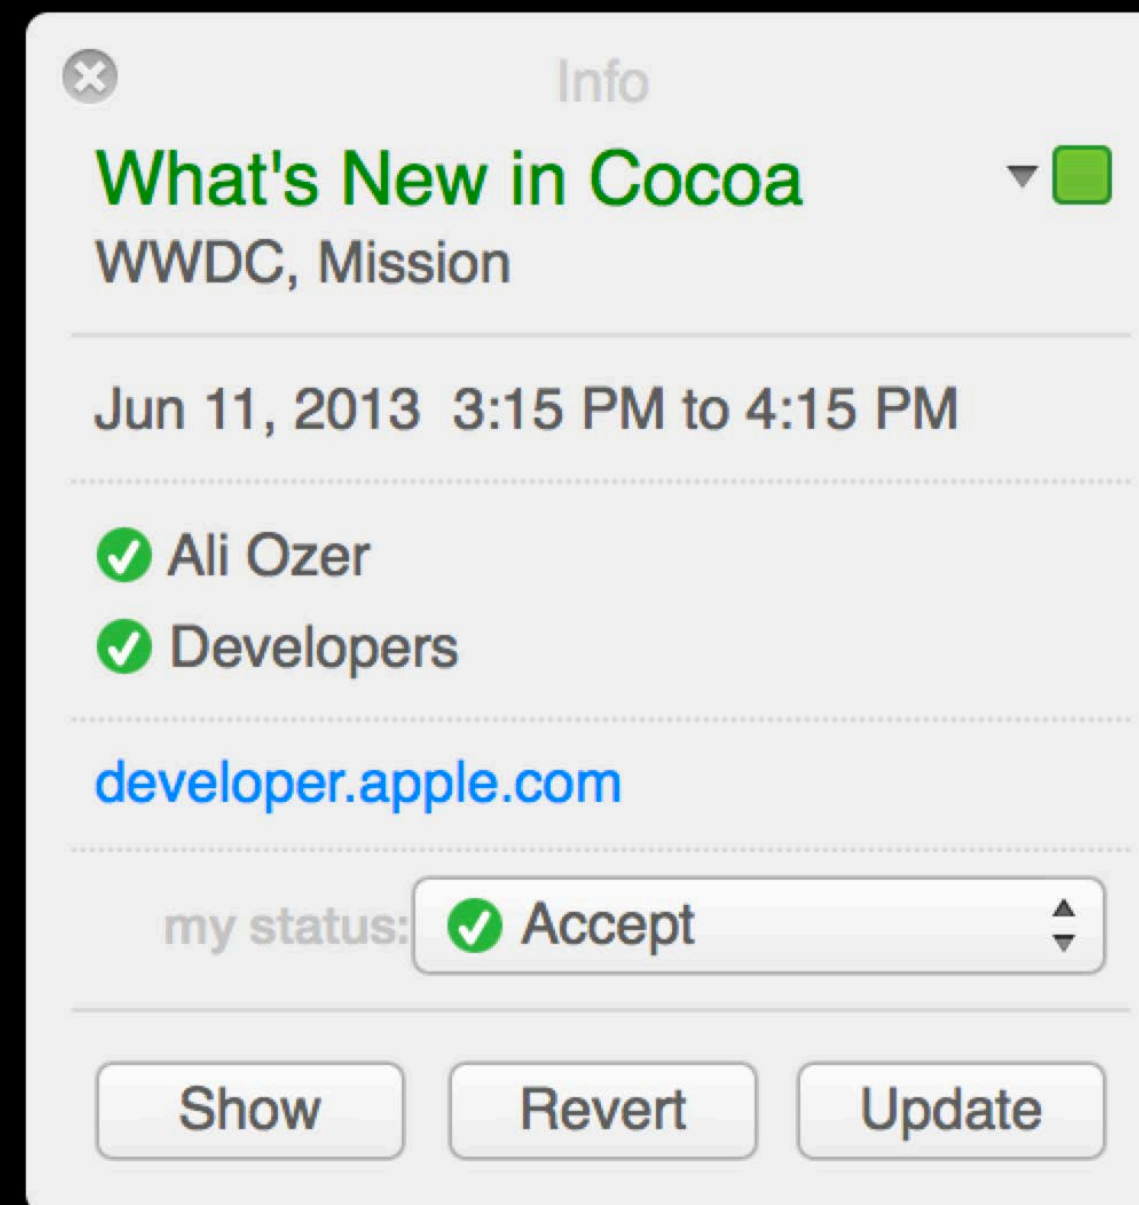 Info
What's New in Cocoa
WWDC, Mission
Jun 11, 2013 3:15 PM to 4:15 PM
Ali Ozer
Developers
developer.apple.com
my status: Accept
Show Revert Update